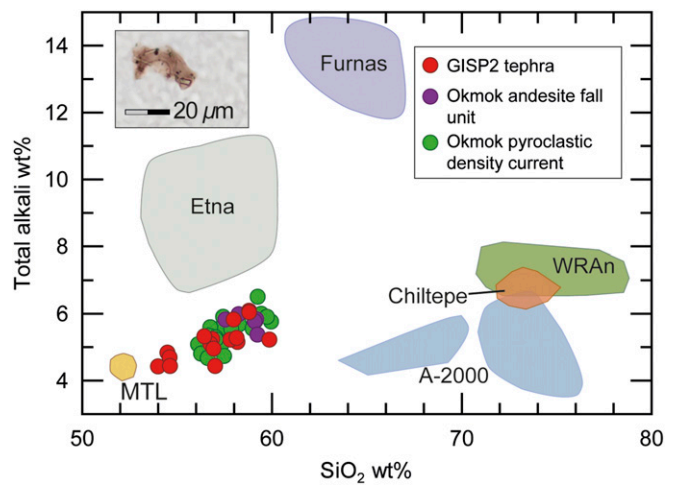 14
12
10
8
6
4
Total alkali wt%
20 µm
Furnas
GISP2 tephra
Okmok andesite fall
unit
Okmok pyroclastic
density current
Etna
WRAn
Chiltepe
A-2000
MTL
50
60
70
80
SiO₂ wt%